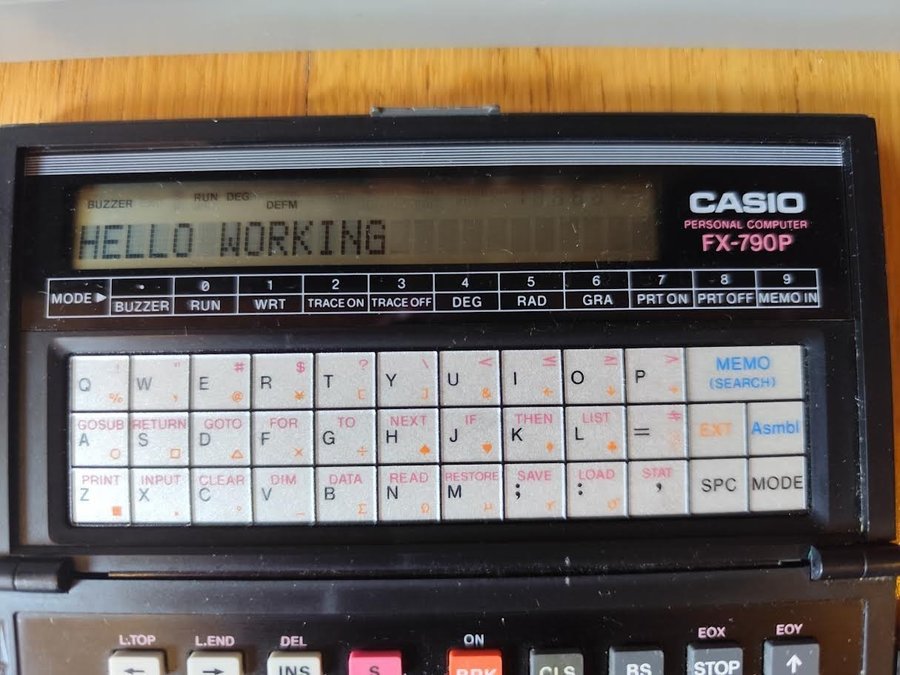 BUZZER RUN DEG DEFM
HELLO WORKING
CASIO
PERSONAL COMPUTER
FX-790P
MODE ▶ · 0 1 2 3 4 5 6 7 8 9
BUZZER RUN WRT TRACE ON TRACE OFF DEG RAD GRA PRT ON PRT OFF MEMO IN
! " # $ ? \ < ≤ ≥ >
Q W E R T Y U I O P MEMO
% , @ ¥ [ ] & (SEARCH)
GOSUB RETURN GOTO FOR TO NEXT IF THEN LIST ≠
A S D F G H J K L = EXT Asmbl
○ □ △ × ÷ ♠ ♥ ♦ ♣
PRINT INPUT CLEAR DIM DATA READ RESTORE SAVE LOAD STAT
Z X C V B N M ; : , SPC MODE
■ . ° _ Σ Ω μ γ σ
L.TOP L.END DEL ON EOX EOY
← → INS S BRK CLS BS STOP ↑